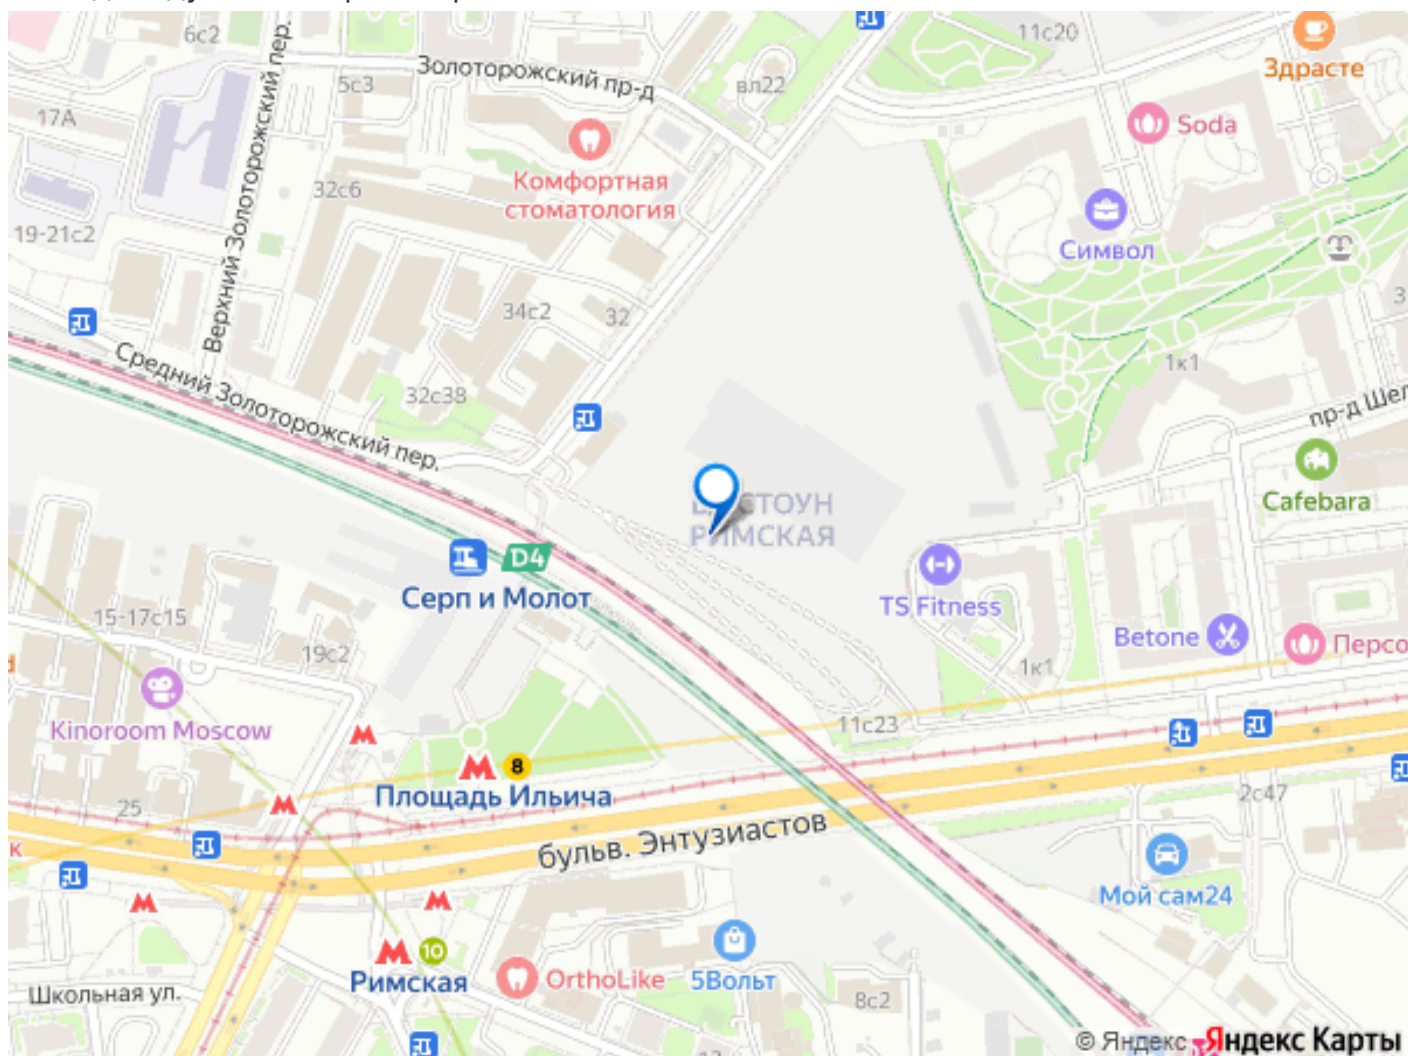 6с2
11с20
Здрасте
Золоторожский пр-д
5с3
вл22
17А
Soda
Верхний Золоторожский пер.
Комфортная
стоматология
32с6
19-21с2
Символ
34с2
32
1к1
Средний Золоторожский пер.
32с38
пр-д Шел
Cafebara
РИМСКАЯ
D4
Серп и Молот
TS Fitness
15-17с15
19с2
Betone
Персо
1к1
Kinoroom Moscow
11с23
8
Площадь Ильича
25
2с47
бульв. Энтузиастов
Мой сам24
10
Римская
OrthoLike
5Вольт
Школьная ул.
8с2
© Яндекс
Яндекс Карты